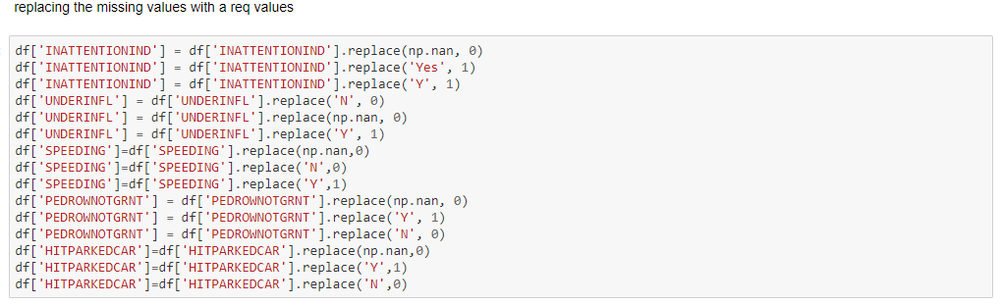 replacing the missing values with a req values
df['INATTENTIONIND'] = df['INATTENTIONIND'].replace(np.nan, 0)
df['INATTENTIONIND'] = df['INATTENTIONIND'].replace('Yes', 1)
df['INATTENTIONIND'] = df['INATTENTIONIND'].replace('Y', 1)
df['UNDERINFL'] = df['UNDERINFL'].replace('N', 0)
df['UNDERINFL'] = df['UNDERINFL'].replace(np.nan, 0)
df['UNDERINFL'] = df['UNDERINFL'].replace('Y', 1)
df['SPEEDING']=df['SPEEDING'].replace(np.nan,0)
df['SPEEDING']=df['SPEEDING'].replace('N',0)
df['SPEEDING']=df['SPEEDING'].replace('Y',1)
df['PEDROWNOTGRNT'] = df['PEDROWNOTGRNT'].replace(np.nan, 0)
df['PEDROWNOTGRNT'] = df['PEDROWNOTGRNT'].replace('Y', 1)
df['PEDROWNOTGRNT'] = df['PEDROWNOTGRNT'].replace('N', 0)
df['HITPARKEDCAR']=df['HITPARKEDCAR'].replace(np.nan,0)
df['HITPARKEDCAR']=df['HITPARKEDCAR'].replace('Y',1)
df['HITPARKEDCAR']=df['HITPARKEDCAR'].replace('N',0)